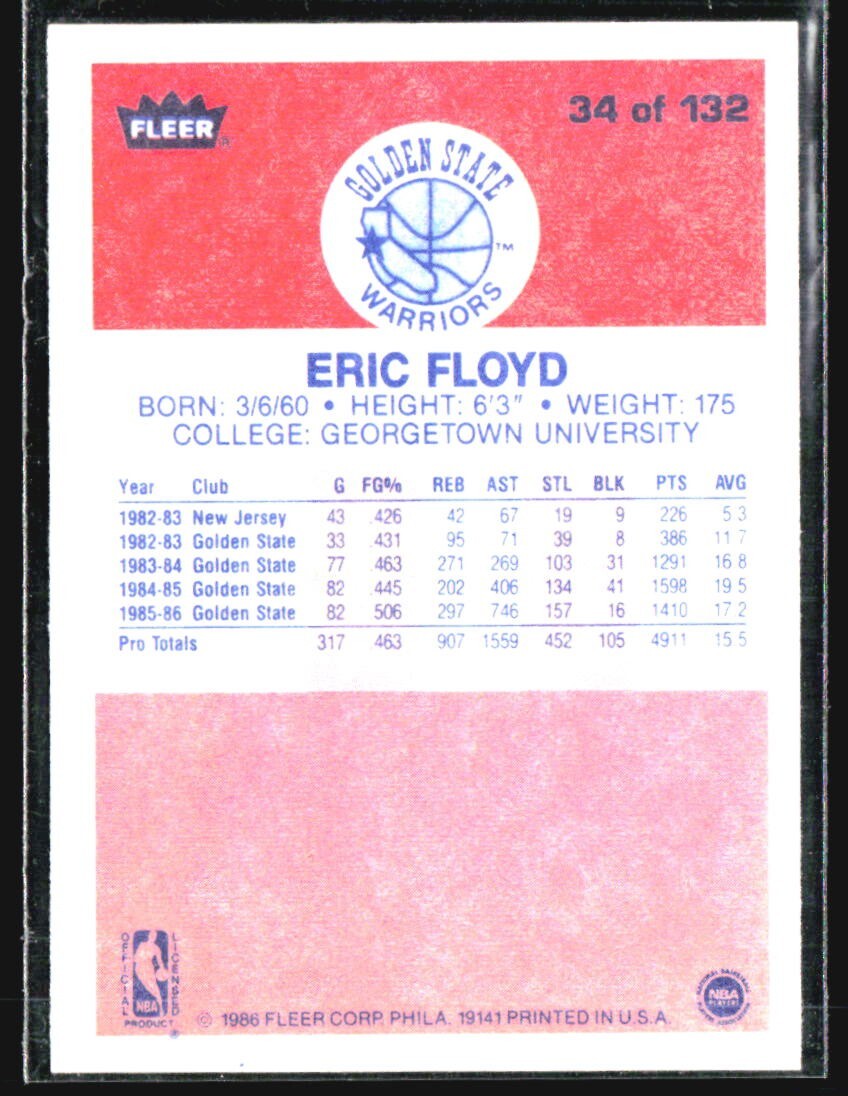 FLEER
34 of 132
GOLDEN STATE
WARRIORS
TM
ERIC FLOYD
BORN: 3/6/60 • HEIGHT: 6'3" • WEIGHT: 175
COLLEGE: GEORGETOWN UNIVERSITY
Year Club G FG% REB AST STL BLK PTS AVG
1982-83 New Jersey 43 .426 42 67 19 9 226 5.3
1982-83 Golden State 33 .431 95 71 39 8 386 11.7
1983-84 Golden State 77 .463 271 269 103 31 1291 16.8
1984-85 Golden State 82 .445 202 406 134 41 1598 19.5
1985-86 Golden State 82 .506 297 746 157 16 1410 17.2
Pro Totals 317 .463 907 1559 452 105 4911 15.5
OFFICIAL
LICENSED
NBA
PRODUCT
NATIONAL BASKETBALL
NBA
PLAYERS
PLAYERS ASSOCIATION
© 1986 FLEER CORP. PHILA. 19141 PRINTED IN U.S.A.